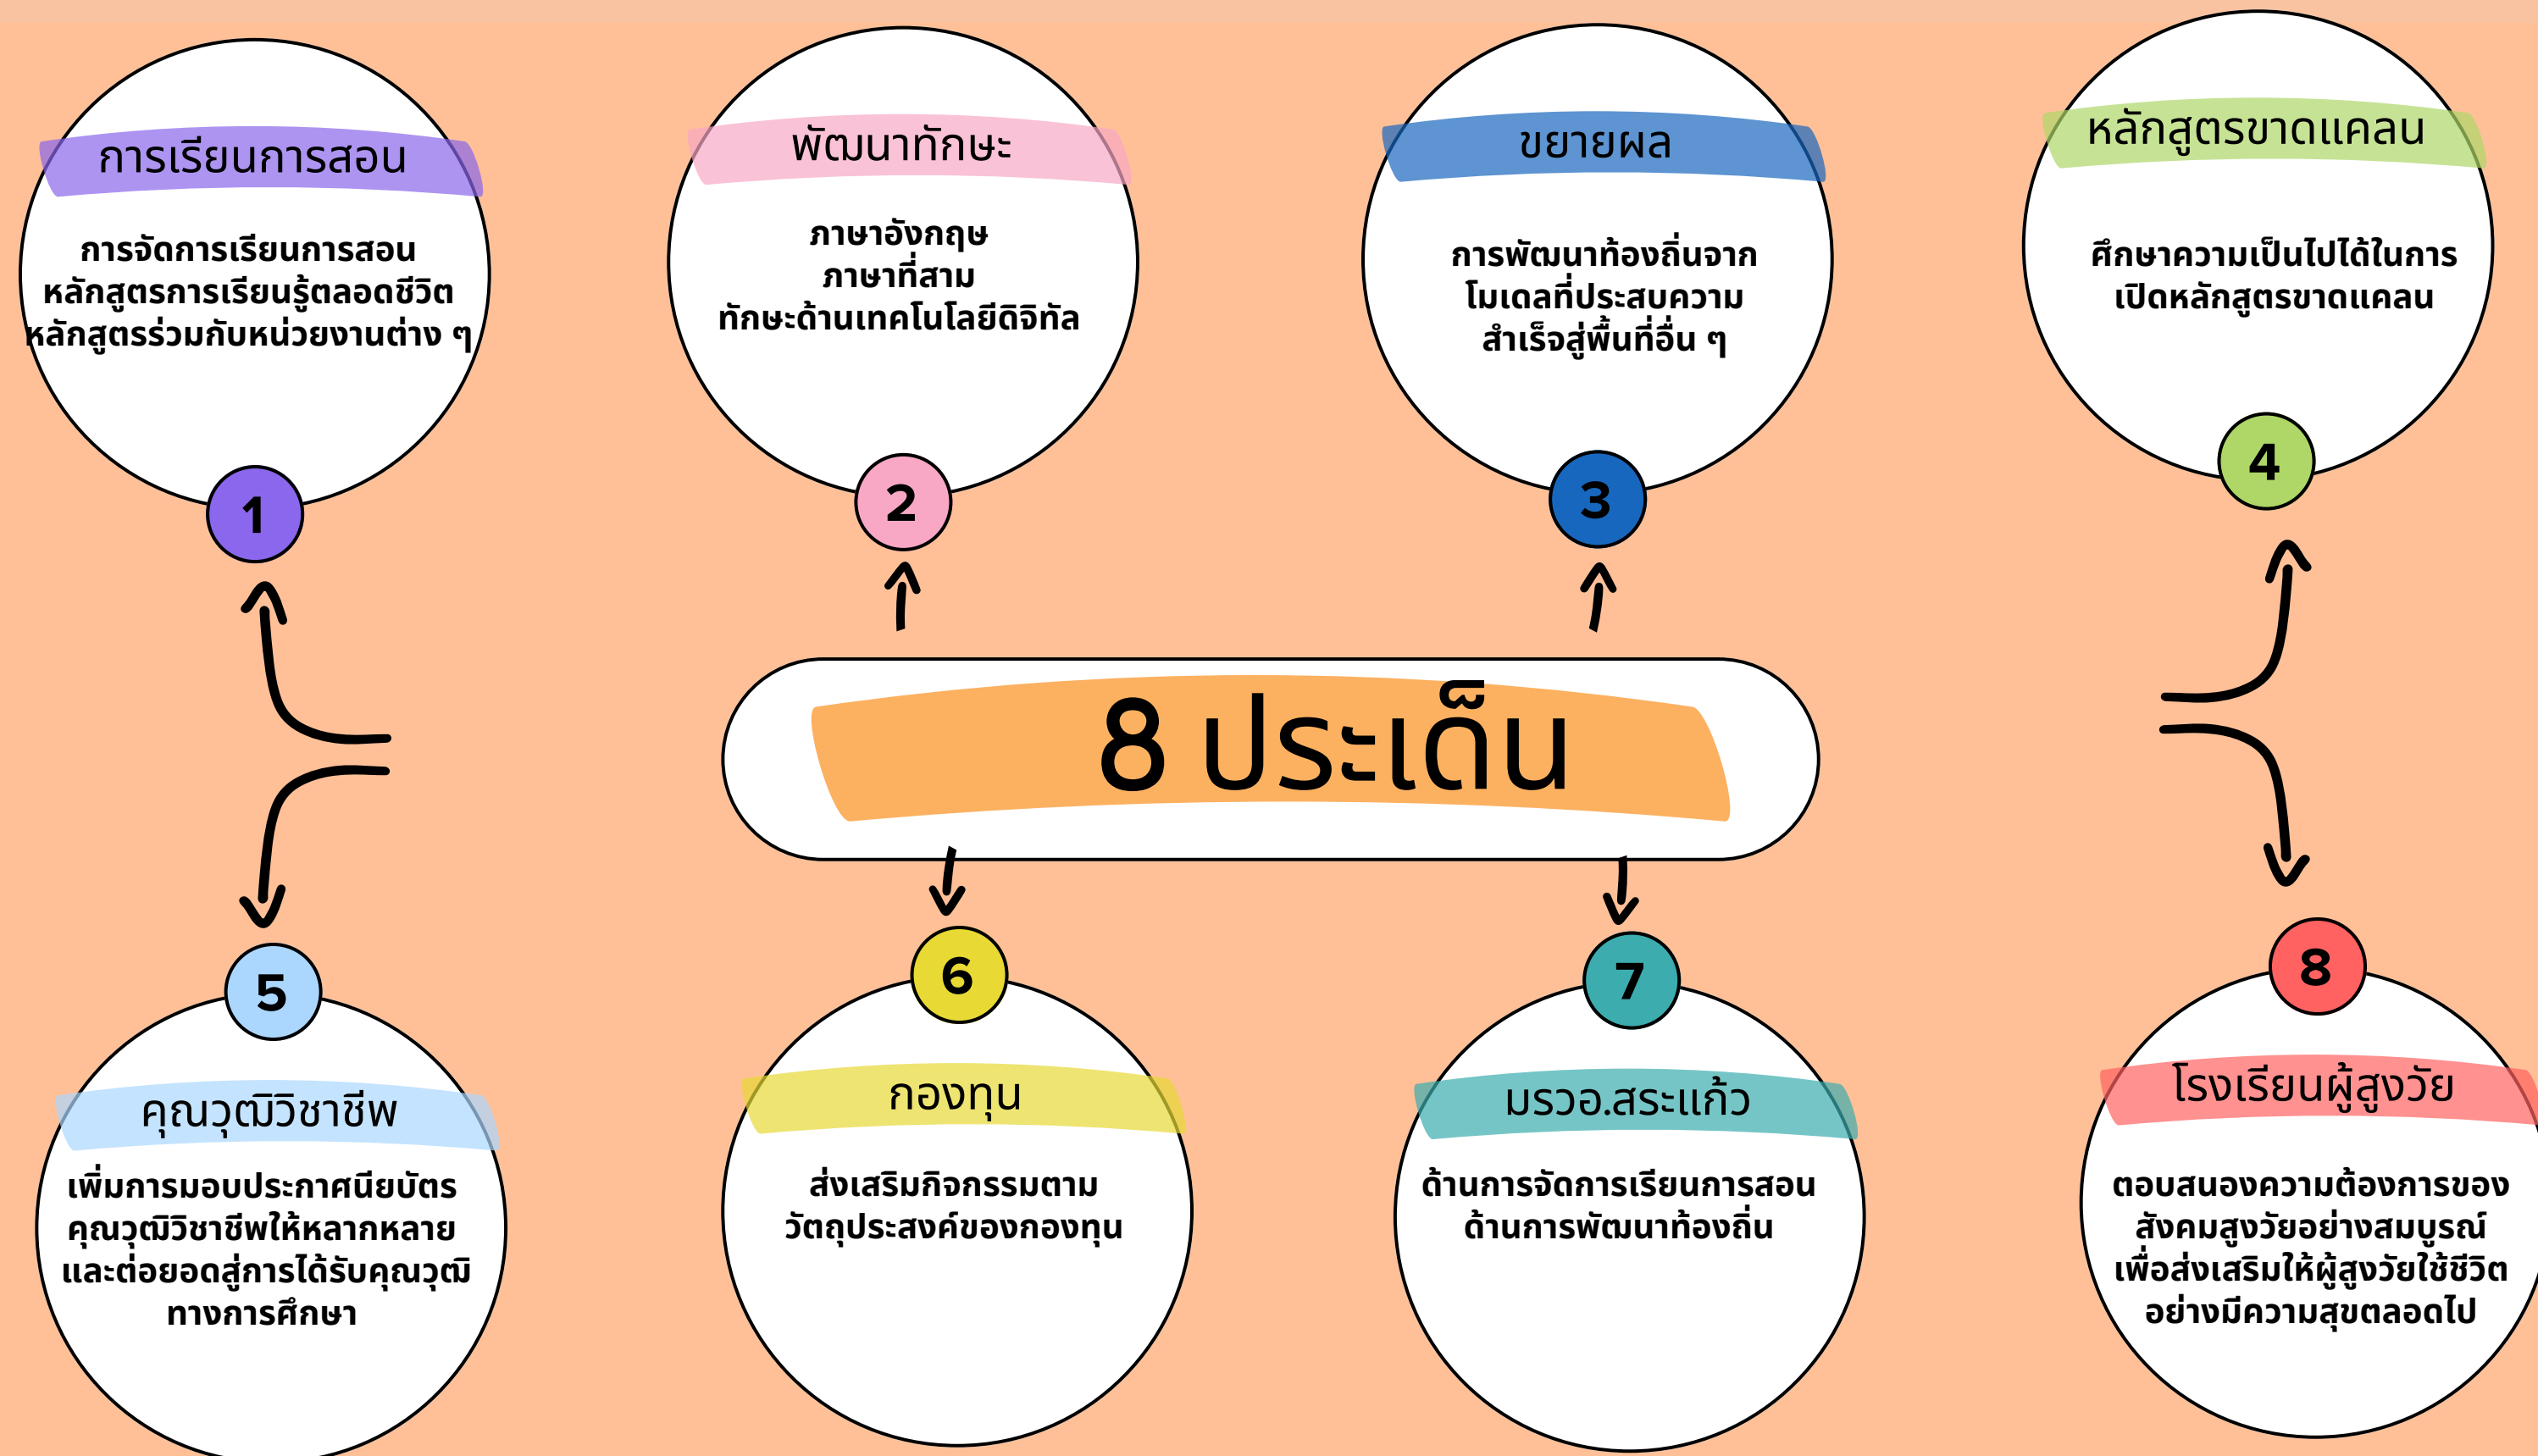 การเรียนการสอน
การจัดการเรียนการสอน
หลักสูตรการเรียนรู้ตลอดชีวิต
หลักสูตรร่วมกับหน่วยงานต่าง ๆ
1
พัฒนาทักษะ
ภาษาอังกฤษ
ภาษาที่สาม
ทักษะด้านเทคโนโลยีดิจิทัล
2
ขยายผล
การพัฒนาท้องถิ่นจาก
โมเดลที่ประสบความ
สำเร็จสู่พื้นที่อื่น ๆ
3
หลักสูตรขาดแคลน
ศึกษาความเป็นไปได้ในการ
เปิดหลักสูตรขาดแคลน
4
8 ประเด็น
5
คุณวุฒิวิชาชีพ
เพิ่มการมอบประกาศนียบัตร
คุณวุฒิวิชาชีพให้หลากหลาย
และต่อยอดสู่การได้รับคุณวุฒิ
ทางการศึกษา
6
กองทุน
ส่งเสริมกิจกรรมตาม
วัตถุประสงค์ของกองทุน
7
มรวอ.สระแก้ว
ด้านการจัดการเรียนการสอน
ด้านการพัฒนาท้องถิ่น
8
โรงเรียนผู้สูงวัย
ตอบสนองความต้องการของ
สังคมสูงวัยอย่างสมบูรณ์
เพื่อส่งเสริมให้ผู้สูงวัยใช้ชีวิต
อย่างมีความสุขตลอดไป